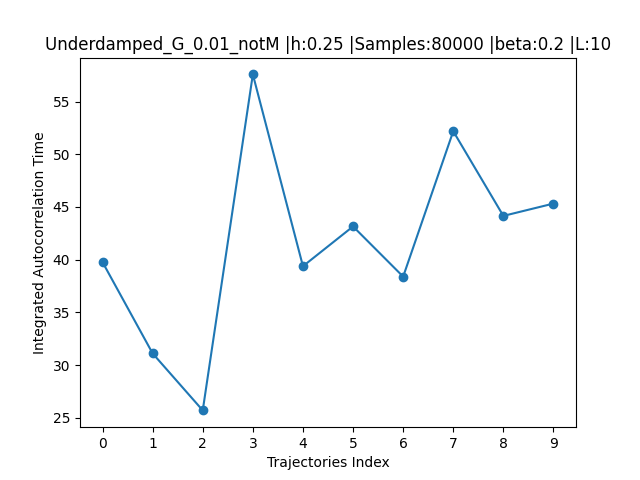 Underdamped_G_0.01_notM |h:0.25 |Samples:80000 |beta:0.2 |L:10
Integrated Autocorrelation Time
55
50
45
40
35
30
25
0 1 2 3 4 5 6 7 8 9
Trajectories Index